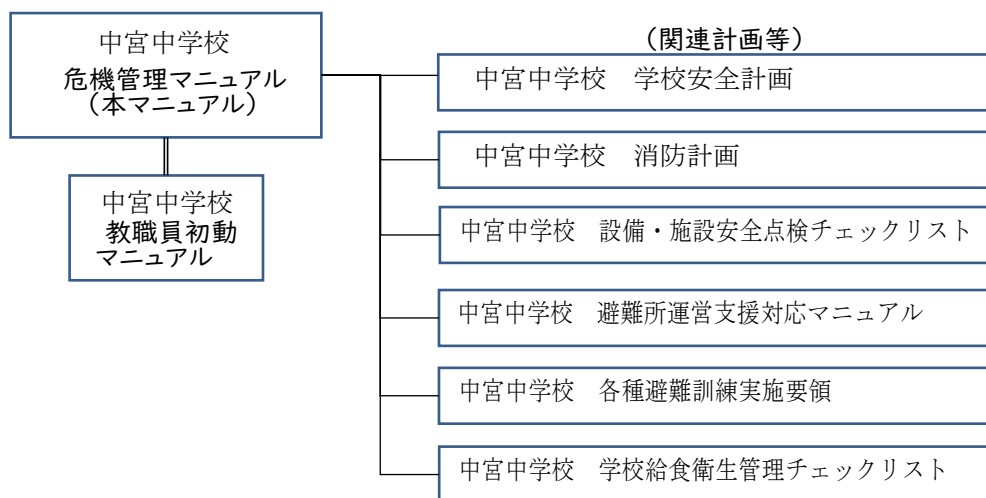 中宮中学校
危機管理マニュアル
（本マニュアル）
中宮中学校
教職員初動
マニュアル
（関連計画等）
中宮中学校　学校安全計画
中宮中学校　消防計画
中宮中学校　設備・施設安全点検チェックリスト
中宮中学校　避難所運営支援対応マニュアル
中宮中学校　各種避難訓練実施要領
中宮中学校　学校給食衛生管理チェックリスト